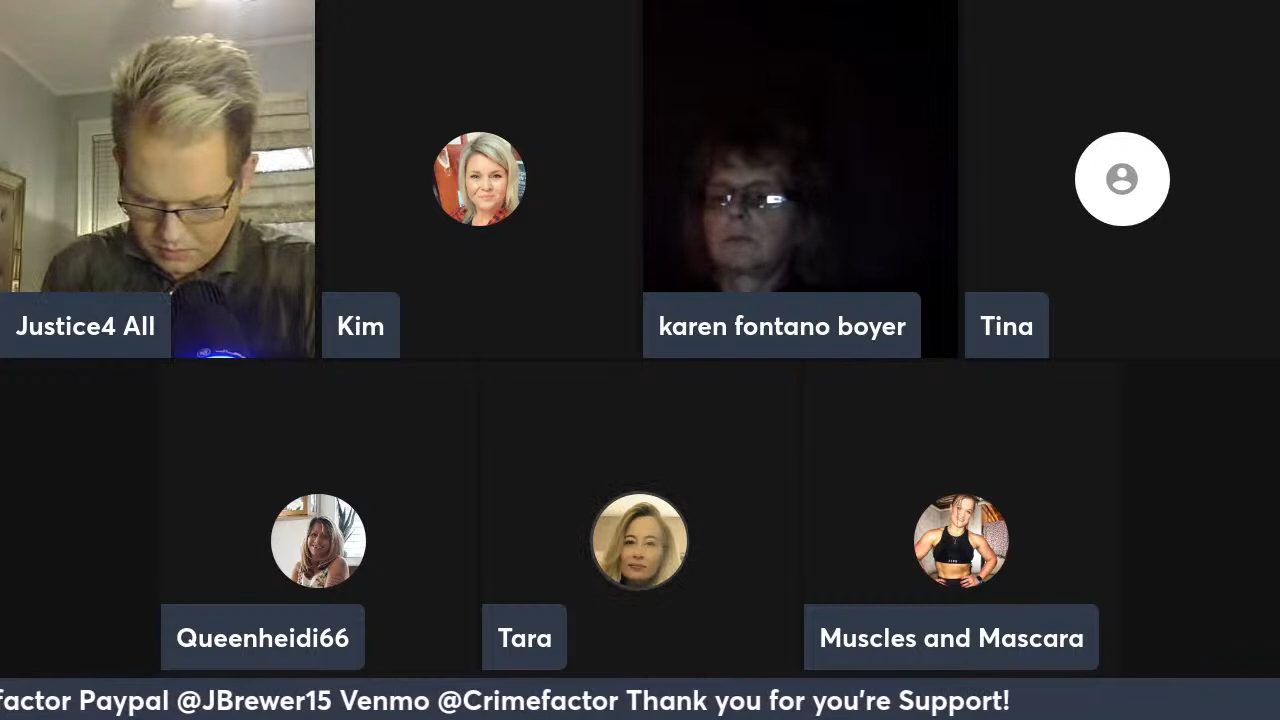 Justice4 All
Kim
karen fontano boyer
Tina
Queenheidi66
Tara
Muscles and Mascara
factor Paypal @JBrewer15 Venmo @Crimefactor Thank you for you’re Support!